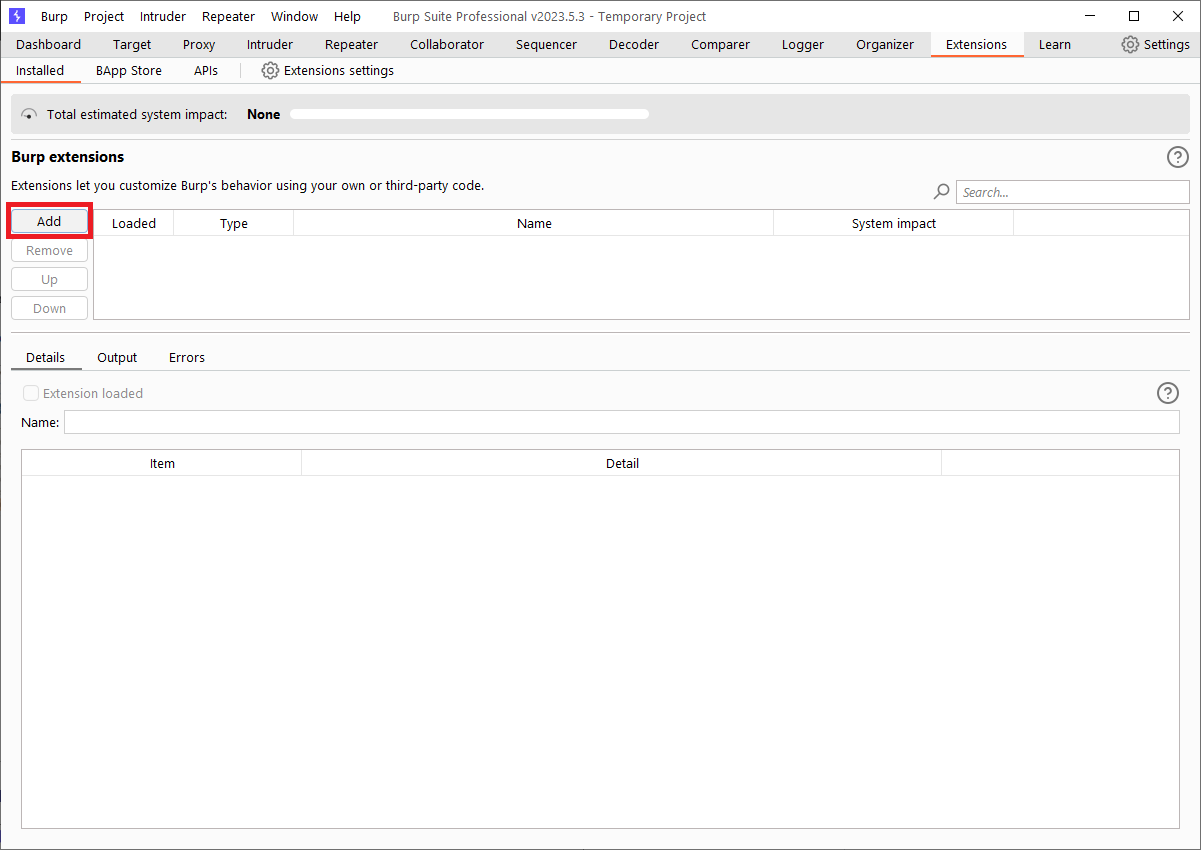 Burp Project Intruder Repeater Window Help Burp Suite Professional v2023.5.3 - Temporary Project
Dashboard Target Proxy Intruder Repeater Collaborator Sequencer Decoder Comparer Logger Organizer Extensions Learn Settings
Installed BApp Store APIs Extensions settings
Total estimated system impact: None
Burp extensions
Extensions let you customize Burp's behavior using your own or third-party code.
Search...
Add Loaded Type Name System impact
Remove
Up
Down
Details Output Errors
Extension loaded
Name:
Item Detail